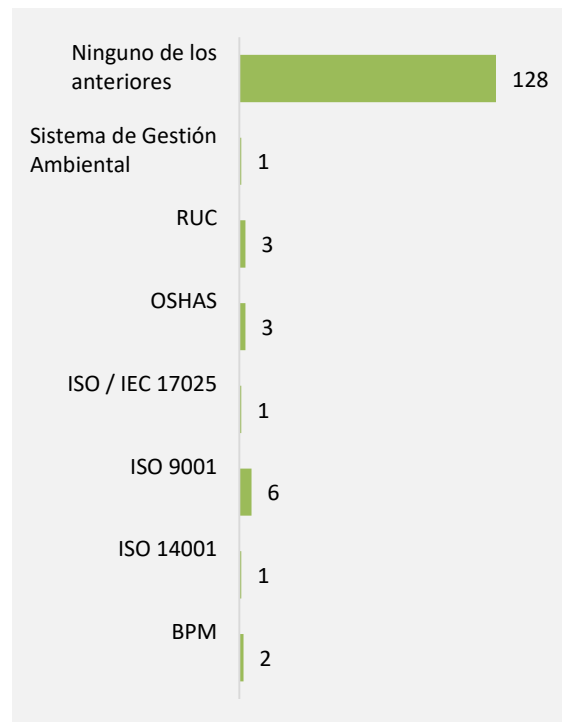 Ninguno de los
anteriores
128
Sistema de Gestión
Ambiental
1
RUC
3
OSHAS
3
ISO / IEC 17025
1
ISO 9001
6
ISO 14001
1
BPM
2